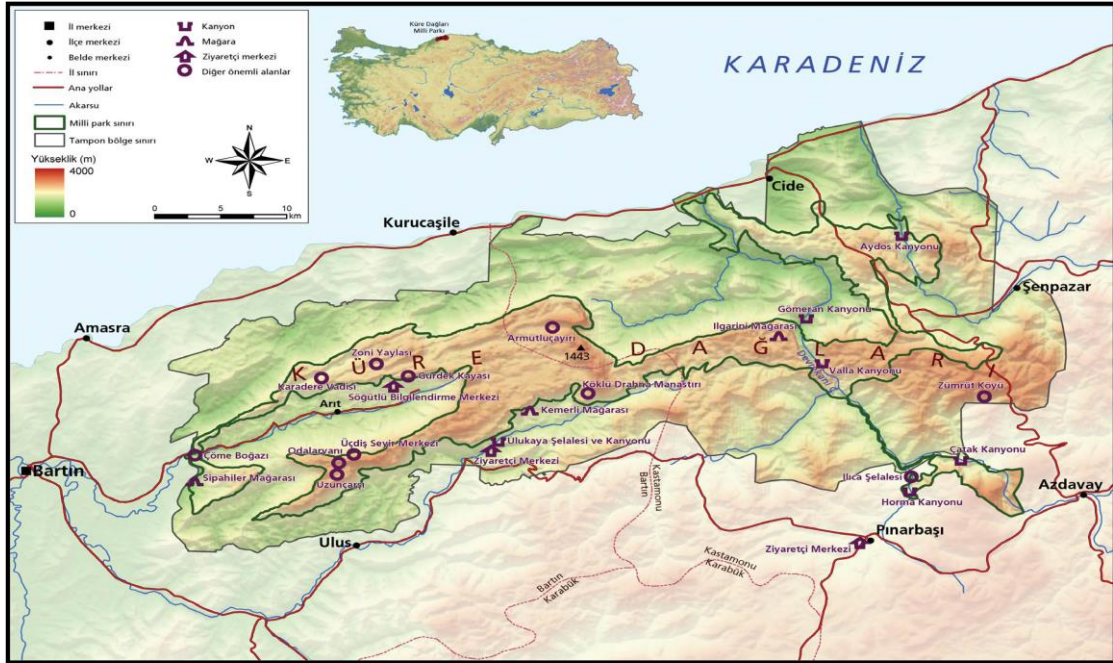 İl merkezi
İlçe merkezi
Belde merkezi
İl sınırı
Ana yollar
Akarsu
Milli park sınırı
Tampon bölge sınırı
Yükseklik (m)
4000
0
Kanyon
Mağara
Ziyaretçi merkezi
Diğer önemli alanlar
N
W
E
S
0
5
10
km
Küre Dağları
Milli Parkı
KARADENİZ
Cide
Kurucaşile
Aydos Kanyonu
Şenpazar
Amasra
Gömeran Kanyonu
Ilgarini Mağarası
Armutluçayırı
1443
KÜRE DAĞLARI
Zoni Yaylası
Karadere Vadisi
Gürdek Kayası
Söğütlü Bilgilendirme Merkezi
Valla Kanyonu
Zümrüt Köyü
Köklü Drahna Manastırı
Arıt
Kemerli Mağarası
Üçdiş Seyir Merkezi
Ulukaya Şelalesi ve Kanyonu
Ziyaretçi Merkezi
Çöme Boğazı
Odalaryanı
Bartın
Sipahiler Mağarası
Uzunçarşı
Çatak Kanyonu
Ilıca Şelalesi
Horma Kanyonu
Azdavay
Kastamonu
Bartın
Ulus
Pınarbaşı
Ziyaretçi Merkezi
Kastamonu
Karabük
Bartın
Karabük